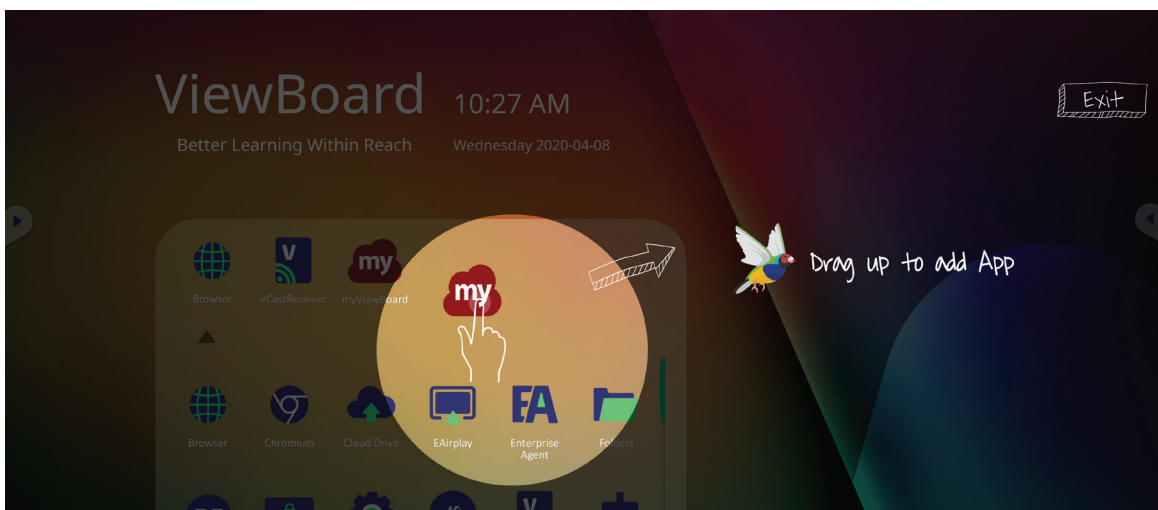 ViewBoard
10:27 AM
Better Learning Within Reach
Wednesday 2020-04-08
Exit
V
my
my
Browser
vCastReceiver
myViewBoard
Drag up to add App
EA
Browser
Chromium
Cloud Drive
EAirplay
Enterprise
Agent
Folders
V